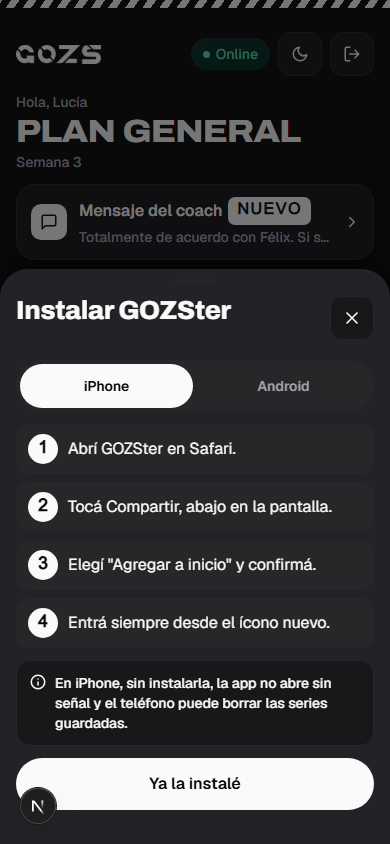 GOZS
Online
Hola, Lucía
PLAN GENERAL
Semana 3
Mensaje del coach NUEVO
Totalmente de acuerdo con Félix. Si s...
Instalar GOZSter
iPhone
Android
1 Abrí GOZSter en Safari.
2 Tocá Compartir, abajo en la pantalla.
3 Elegí "Agregar a inicio" y confirmá.
4 Entrá siempre desde el ícono nuevo.
En iPhone, sin instalarla, la app no abre sin
señal y el teléfono puede borrar las series
guardadas.
Ya la instalé
N